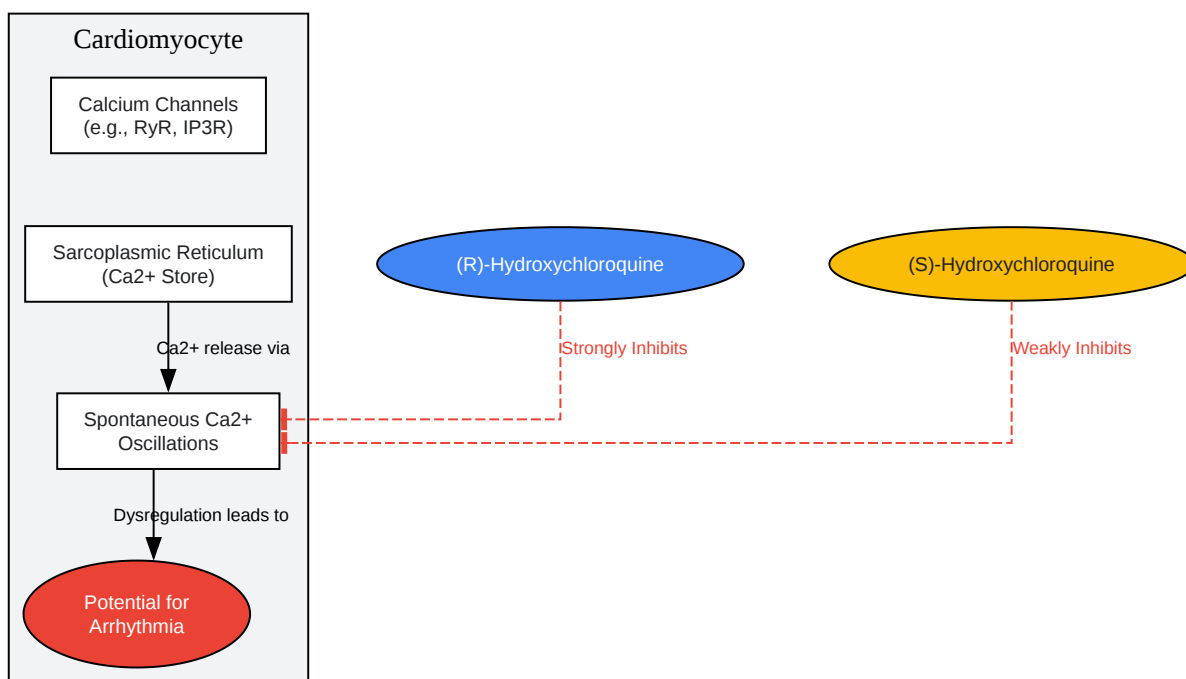 Cardiomyocyte
Calcium Channels
(e.g., RyR, IP3R)
Sarcoplasmic Reticulum
(Ca2+ Store)
(R)-Hydroxychloroquine
(S)-Hydroxychloroquine
Ca2+ release via
Strongly Inhibits
Weakly Inhibits
Spontaneous Ca2+
Oscillations
Dysregulation leads to
Potential for
Arrhythmia